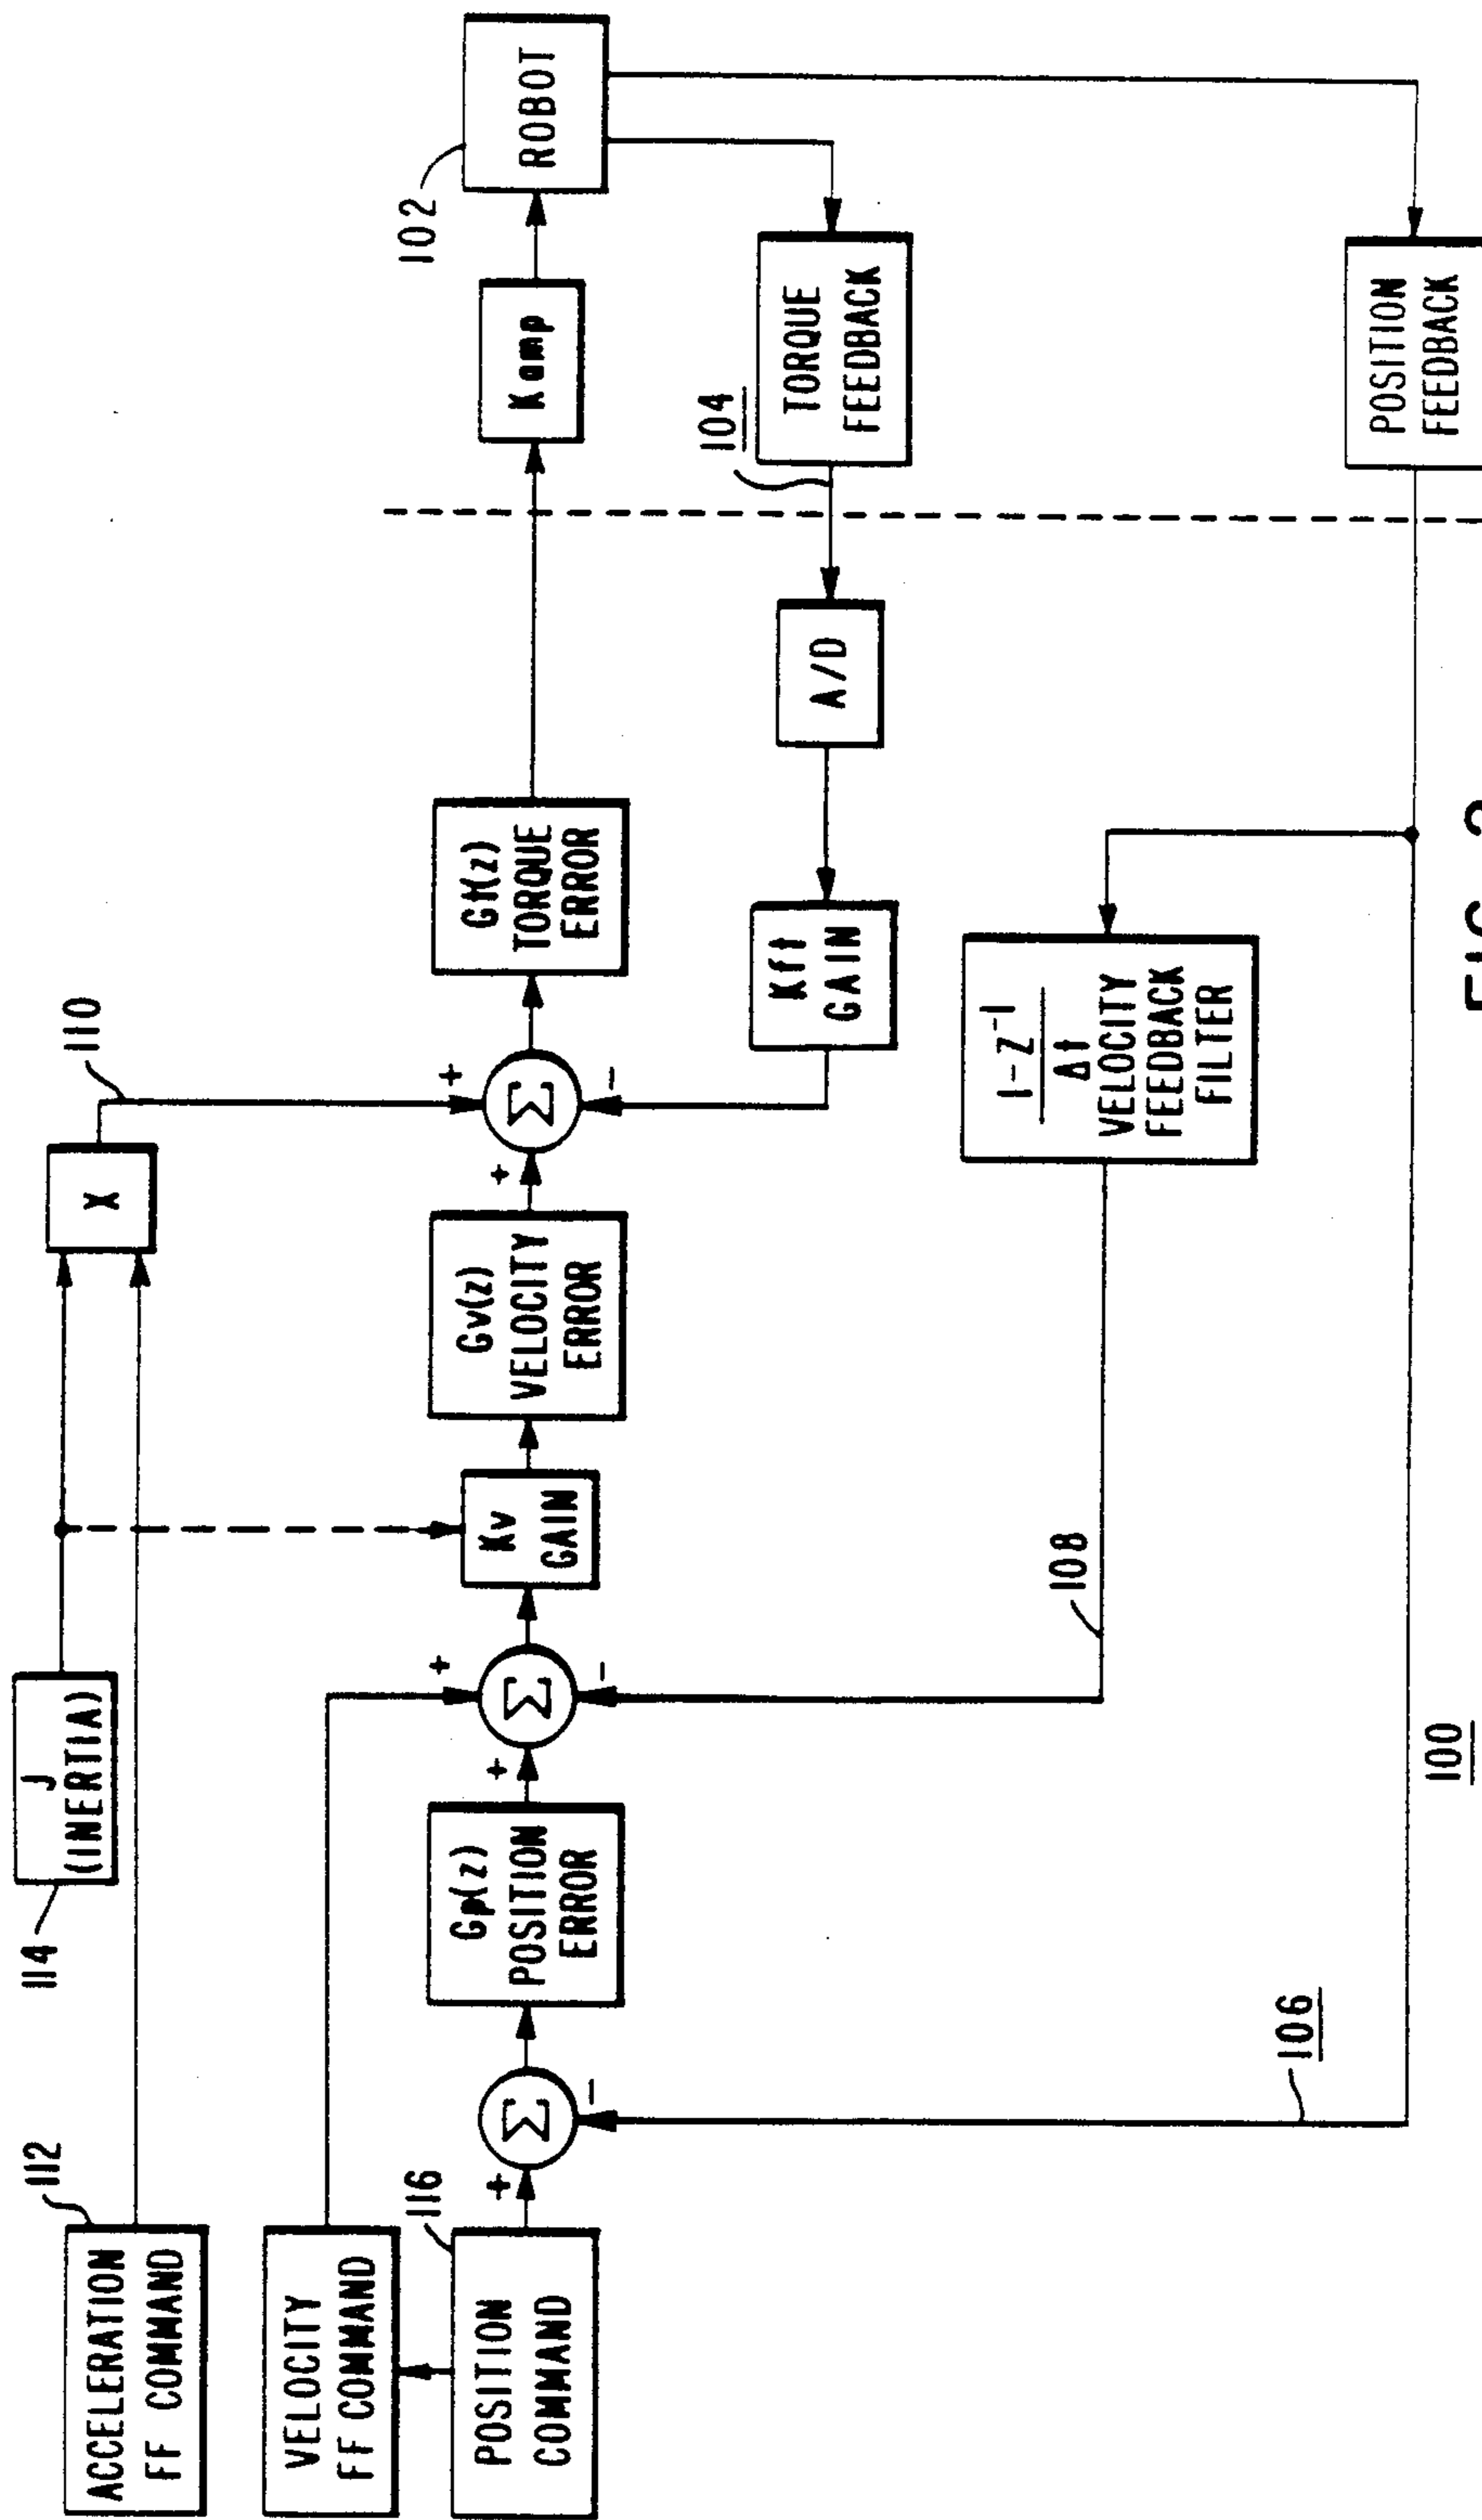 112
ACCELERATION
FF COMMAND
114
J
(INERTIA)
X
110
VELOCITY
FF COMMAND
116
POSITION
COMMAND
+
Σ
−
Gp(z)
POSITION
ERROR
+
+
Σ
−
Kv
GAIN
Gv(z)
VELOCITY
ERROR
+
+
Σ
−
Gt(z)
TORQUE
ERROR
Kamp
102
ROBOT
Kft
GAIN
A/D
104
TORQUE
FEEDBACK
108
1-z⁻¹
Δt
VELOCITY
FEEDBACK
FILTER
106
100
POSITION
FEEDBACK